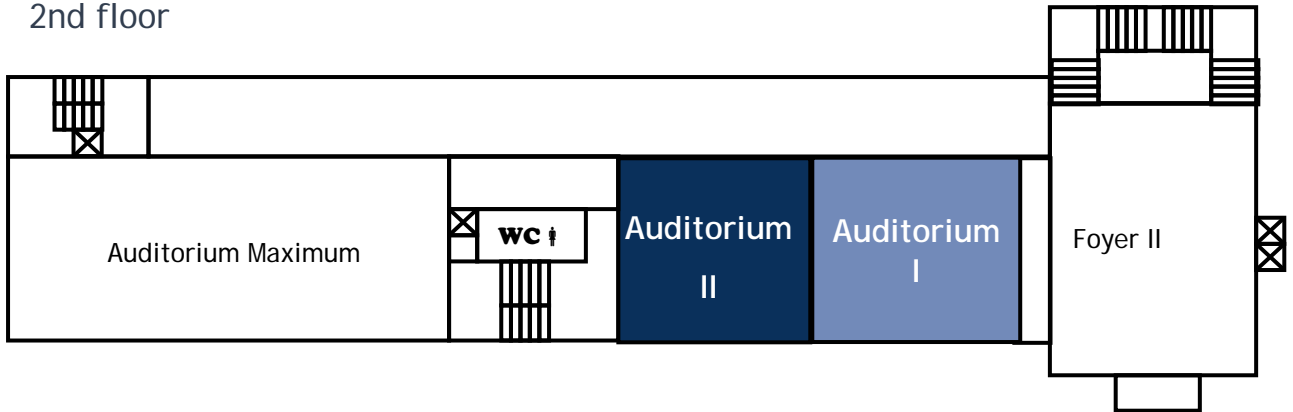 2nd floor
Auditorium Maximum
WC
Auditorium
II
Auditorium
I
Foyer II